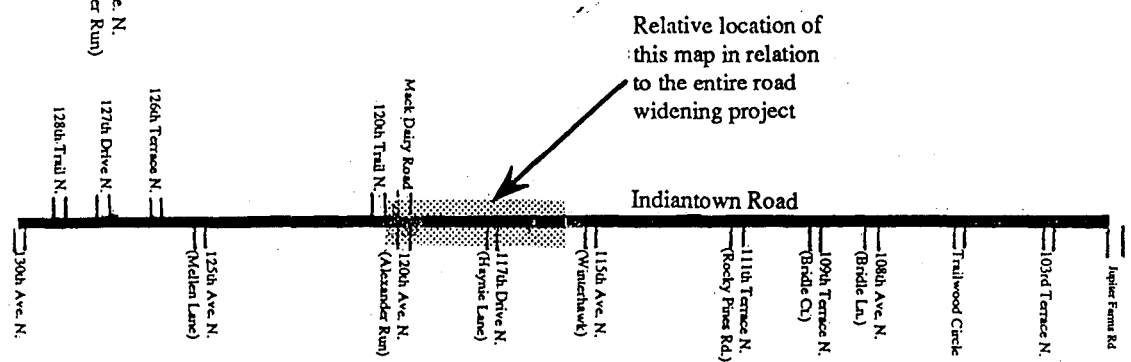 e. N.
er Run)
Relative location of
this map in relation
to the entire road
widening project
128th Trail N.
127th Drive N.
126th Terrace N.
120th Trail N.
Mack Dairy Road
Indiantown Road
130th Ave. N.
125th Ave. N.
(Mellen Lane)
120th Ave. N.
(Alexander Run)
117th Drive N.
(Haynie Lane)
115th Ave. N.
(Winterhawk)
111th Terrace N.
(Rocky Pines Rd.)
109th Terrace N.
(Bridle Ct.)
108th Ave. N.
(Bridle Ln.)
Trailwood Circle
103rd Terrace N.
Jupiter Farms Rd